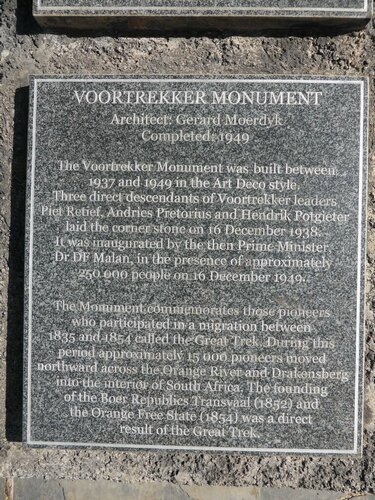 VOORTREKKER MONUMENT
Architect: Gerard Moerdyk
Completed: 1949
The Voortrekker Monument was built between
1937 and 1949 in the Art Deco style.
Three direct descendants of Voortrekker leaders
Piet Retief, Andries Pretorius and Hendrik Potgieter
laid the corner stone on 16 December 1938.
It was inaugurated by the then Prime Minister
Dr DF Malan, in the presence of approximately
250 000 people on 16 December 1949.
The Monument commemorates those pioneers
who participated in a migration between
1835 and 1854 called the Great Trek. During this
period approximately 15 000 pioneers moved
northward across the Orange River and Drakensberg
into the interior of South Africa. The founding
of the Boer Republics Transvaal (1852) and
the Orange Free State (1854) was a direct
result of the Great Trek.